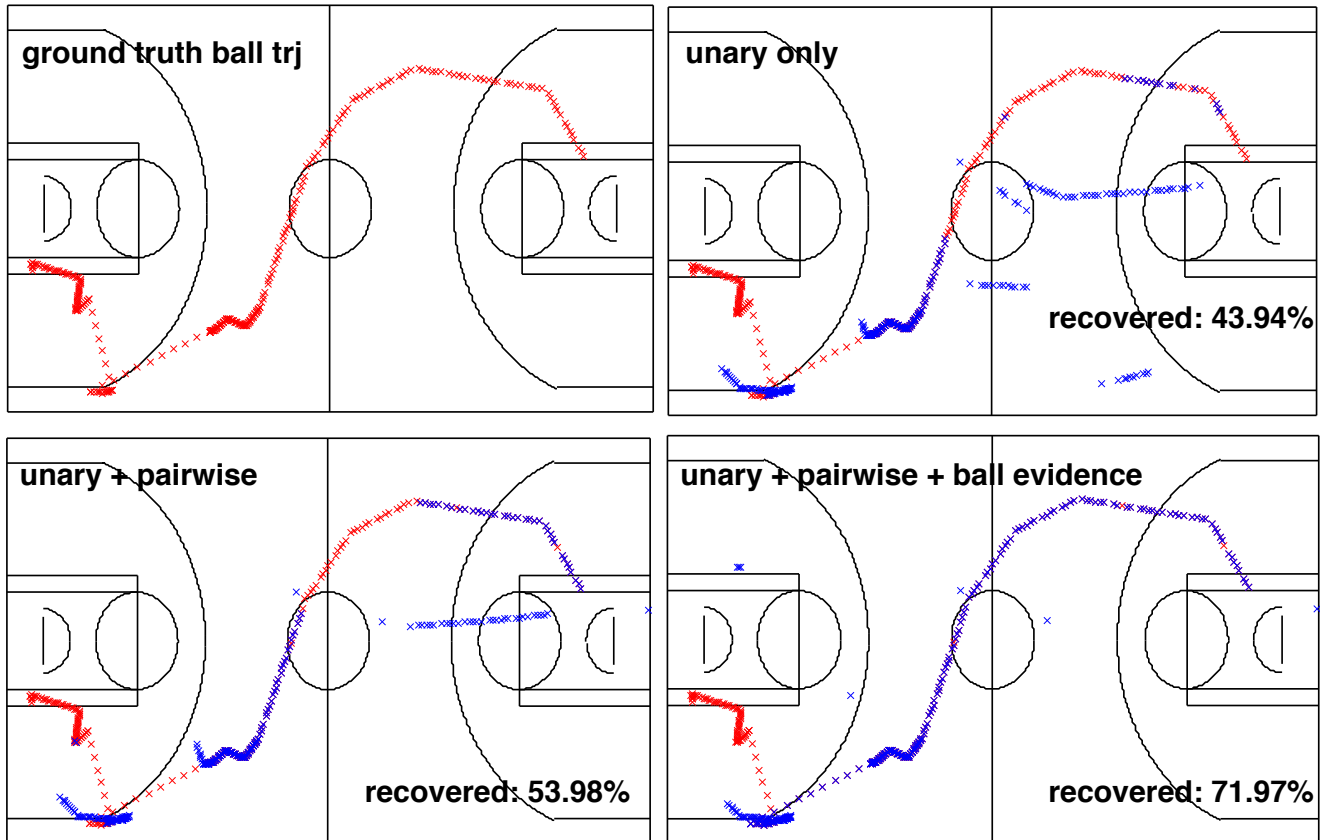 ground truth ball trj
unary only
recovered: 43.94%
unary + pairwise
unary + pairwise + ball evidence
recovered: 53.98%
recovered: 71.97%